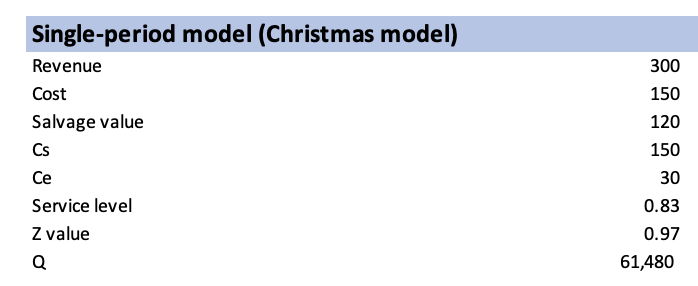 Single-period model (Christmas model)
Revenue 300
Cost 150
Salvage value 120
Cs 150
Ce 30
Service level 0.83
Z value 0.97
Q 61,480